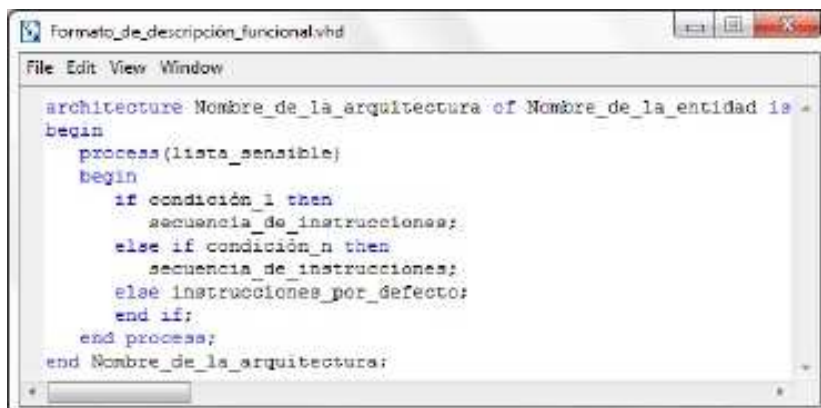 Formato_de_descripción_funcional.vhd
File Edit View Window
architecture Nombre_de_la_arquitectura of Nombre_de_la_entidad is
begin
process(lista_sensible)
begin
if condición_1 then
secuencia_de_instrucciones;
else if condición_n then
secuencia_de_instrucciones;
else instrucciones_por_defecto;
end if;
end process;
end Nombre_de_la_arquitectura;